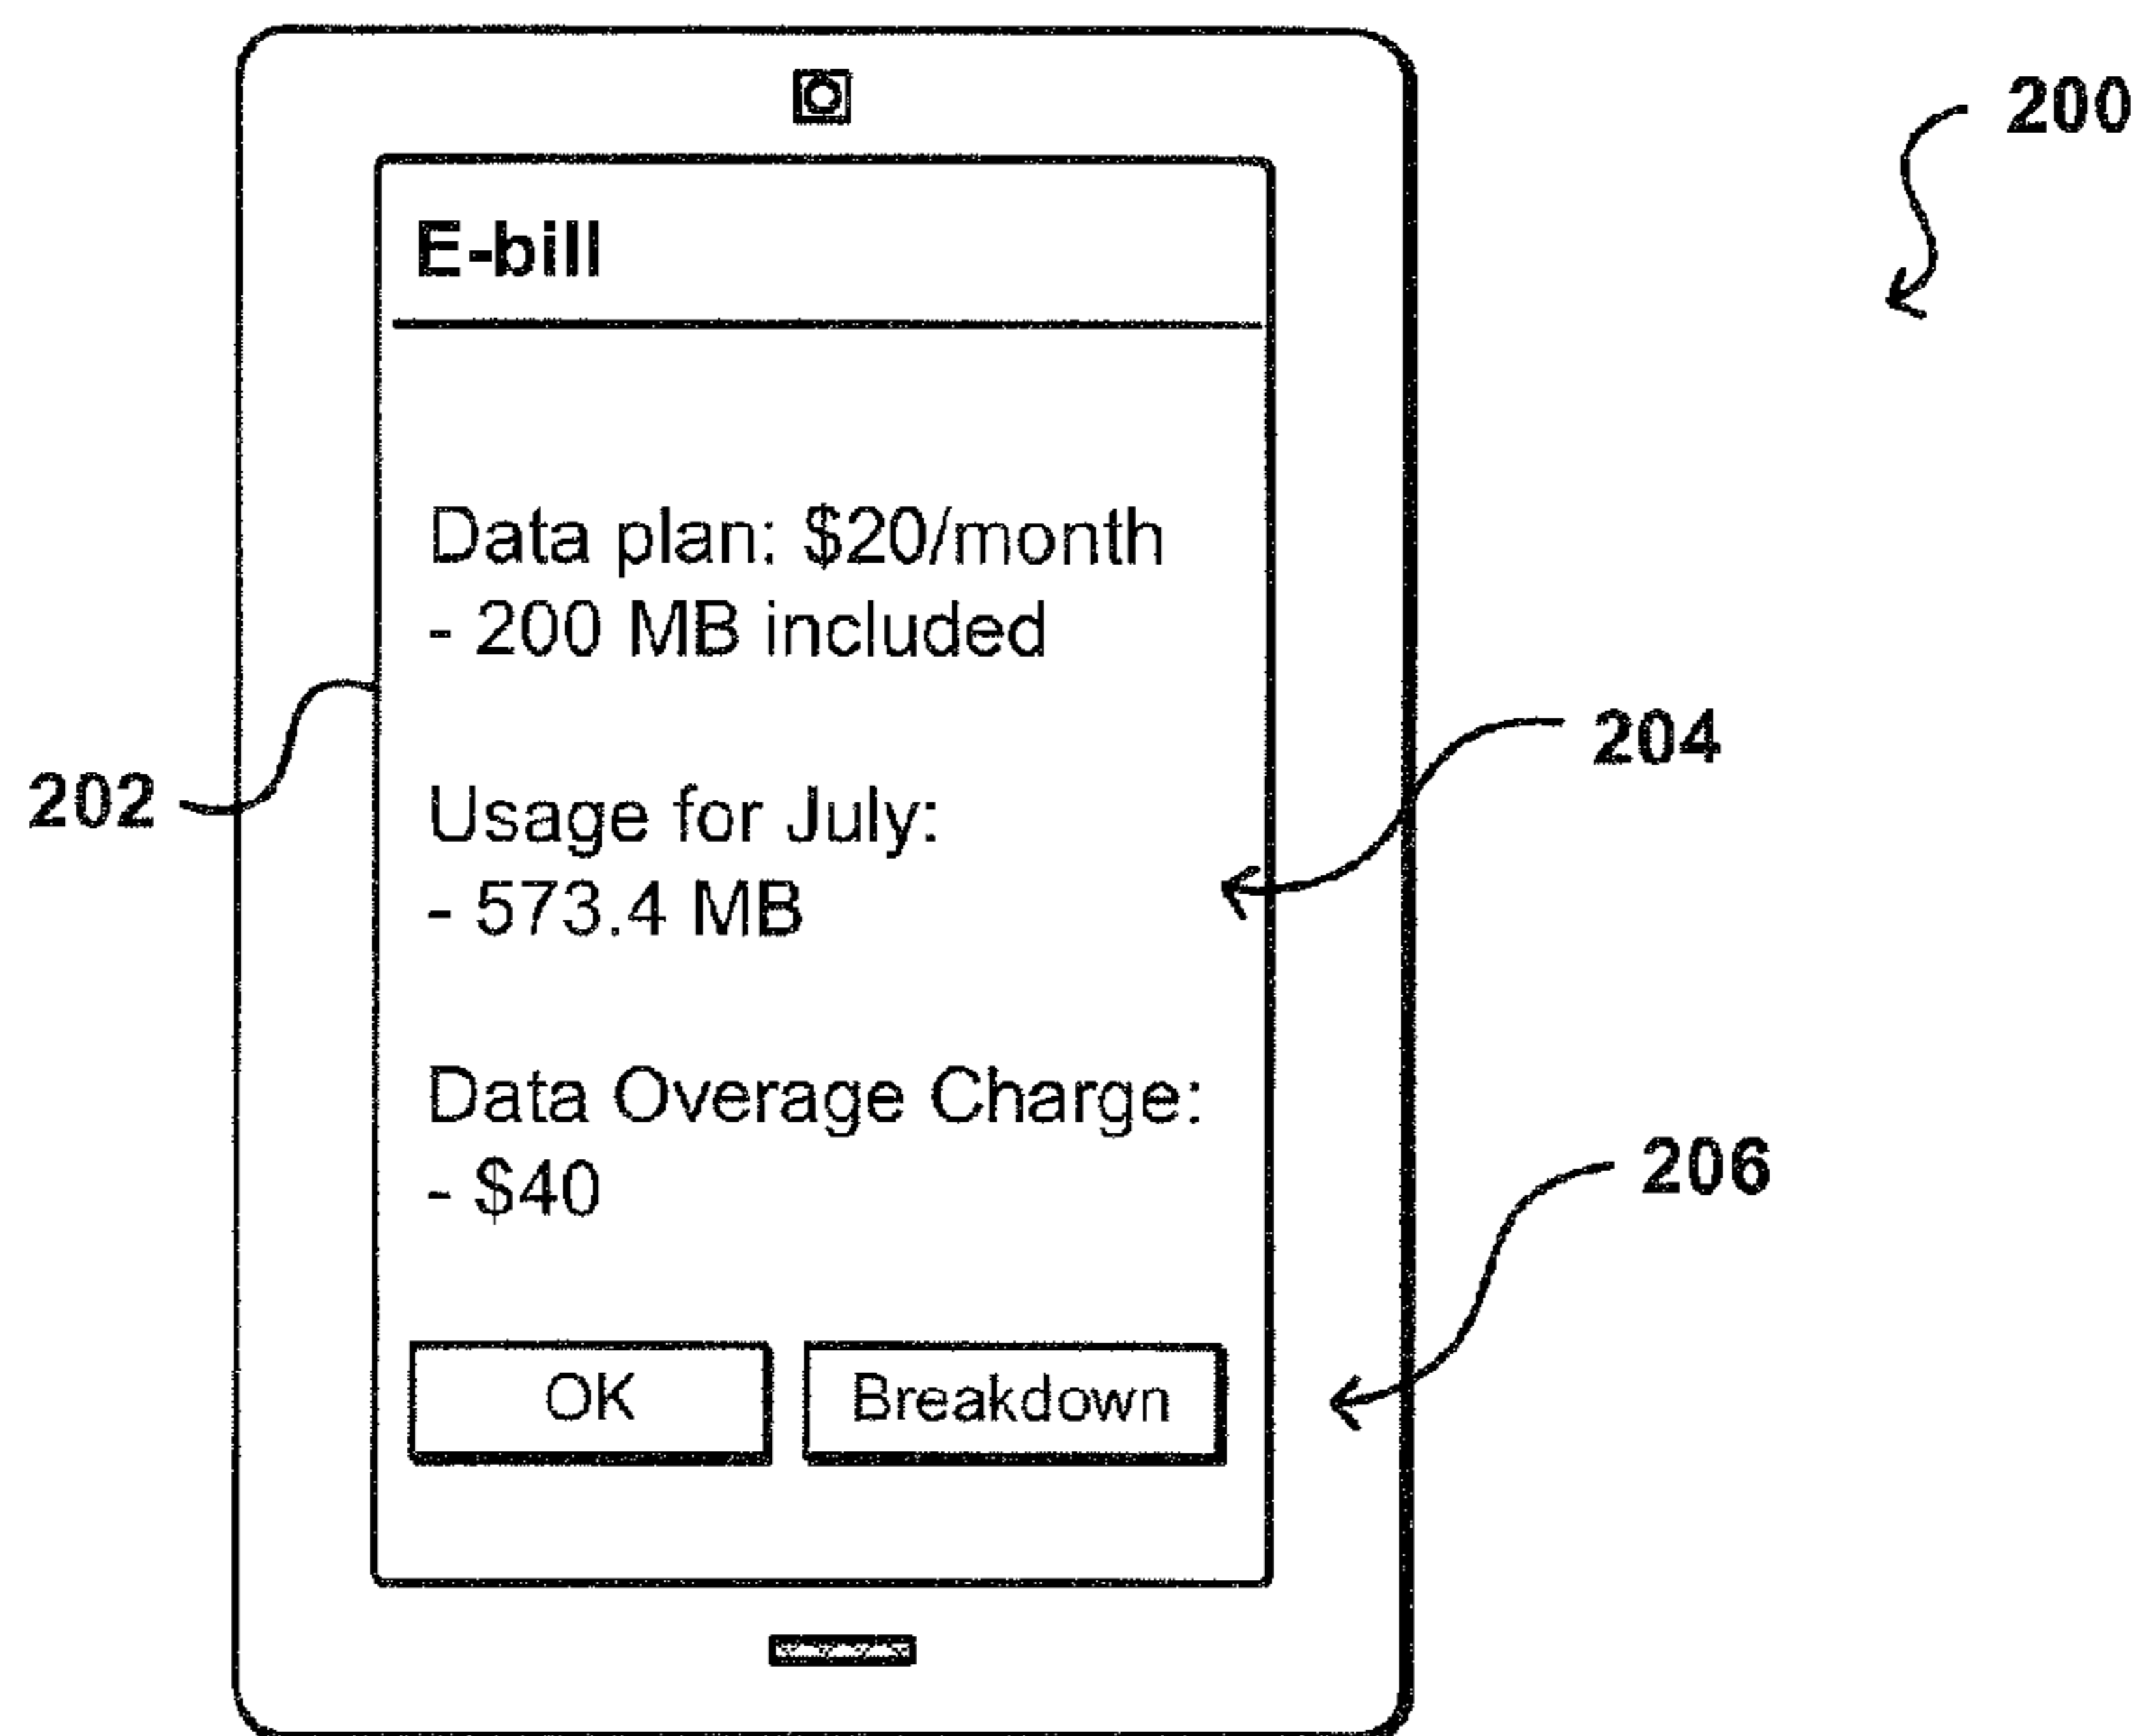 200
E-bill
Data plan: $20/month
- 200 MB included
202
204
Usage for July:
- 573.4 MB
Data Overage Charge:
- $40
206
OK
Breakdown